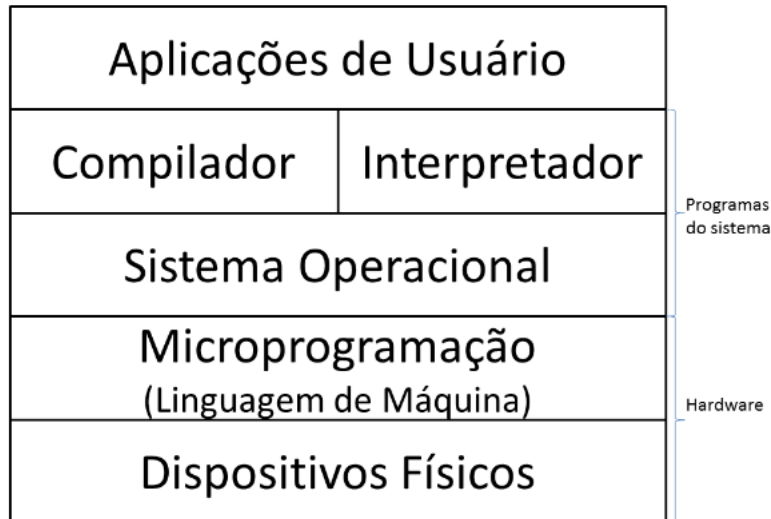 Aplicações de Usuário
Compilador
Interpretador
Programas
do sistema
Sistema Operacional
Microprogramação
(Linguagem de Máquina)
Hardware
Dispositivos Físicos